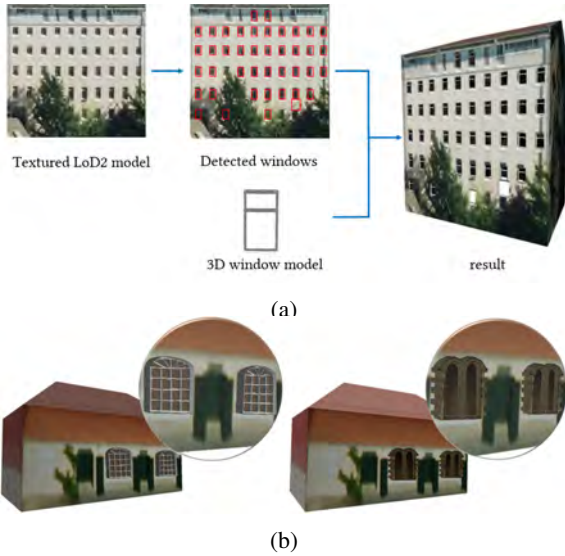 Textured LoD2 model
Detected windows
3D window model
result
(a)
(b)